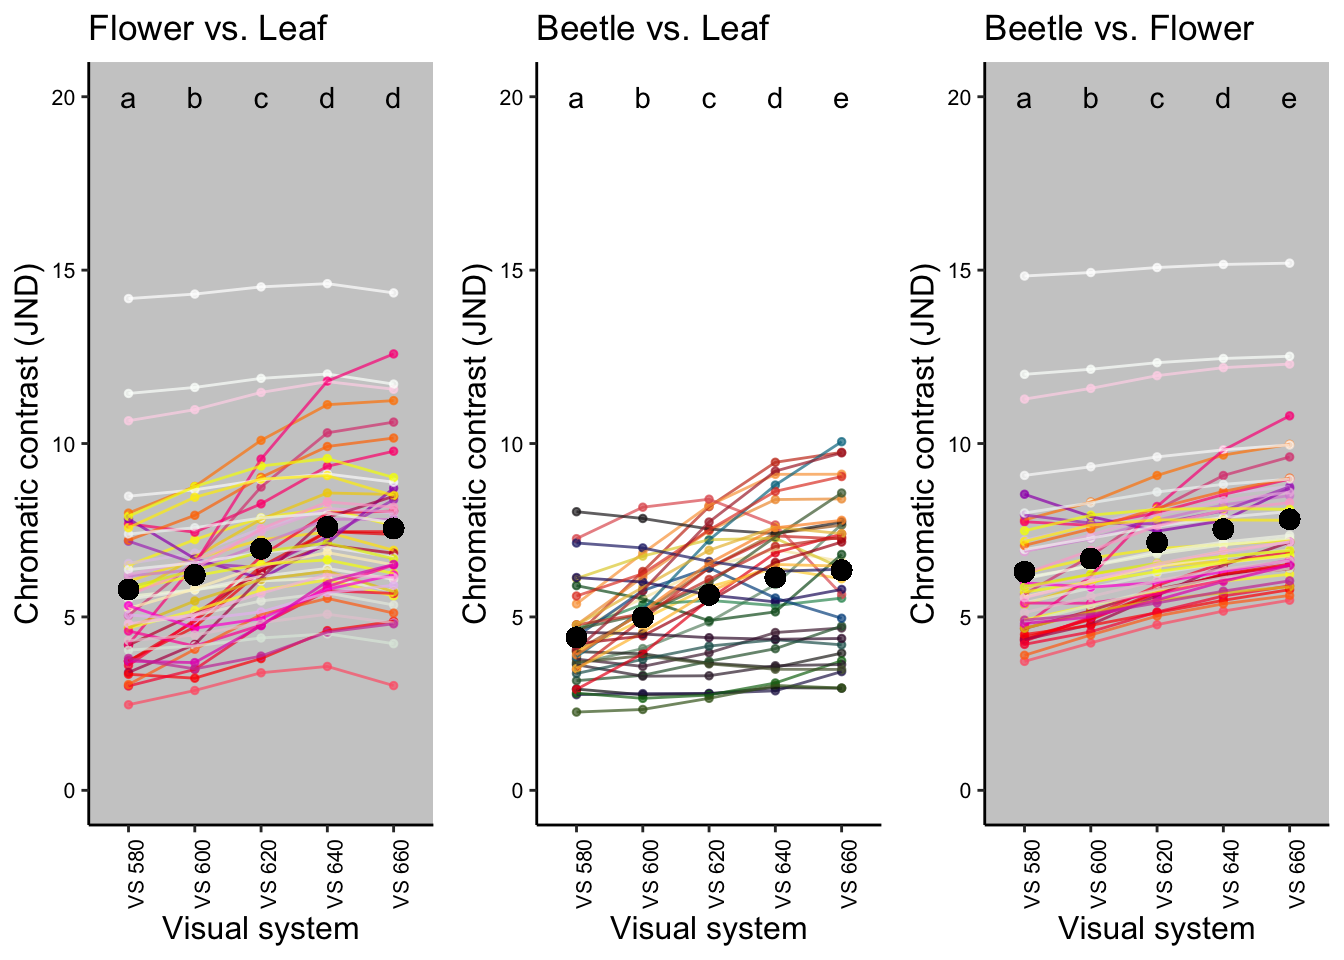 Flower vs. Leaf
Beetle vs. Leaf
Beetle vs. Flower
a b c d d
a b c d e
a b c d e
Chromatic contrast (JND)
20
15
10
5
0
Chromatic contrast (JND)
20
15
10
5
0
Chromatic contrast (JND)
20
15
10
5
0
VS 580
VS 600
VS 620
VS 640
VS 660
VS 580
VS 600
VS 620
VS 640
VS 660
VS 580
VS 600
VS 620
VS 640
VS 660
Visual system
Visual system
Visual system